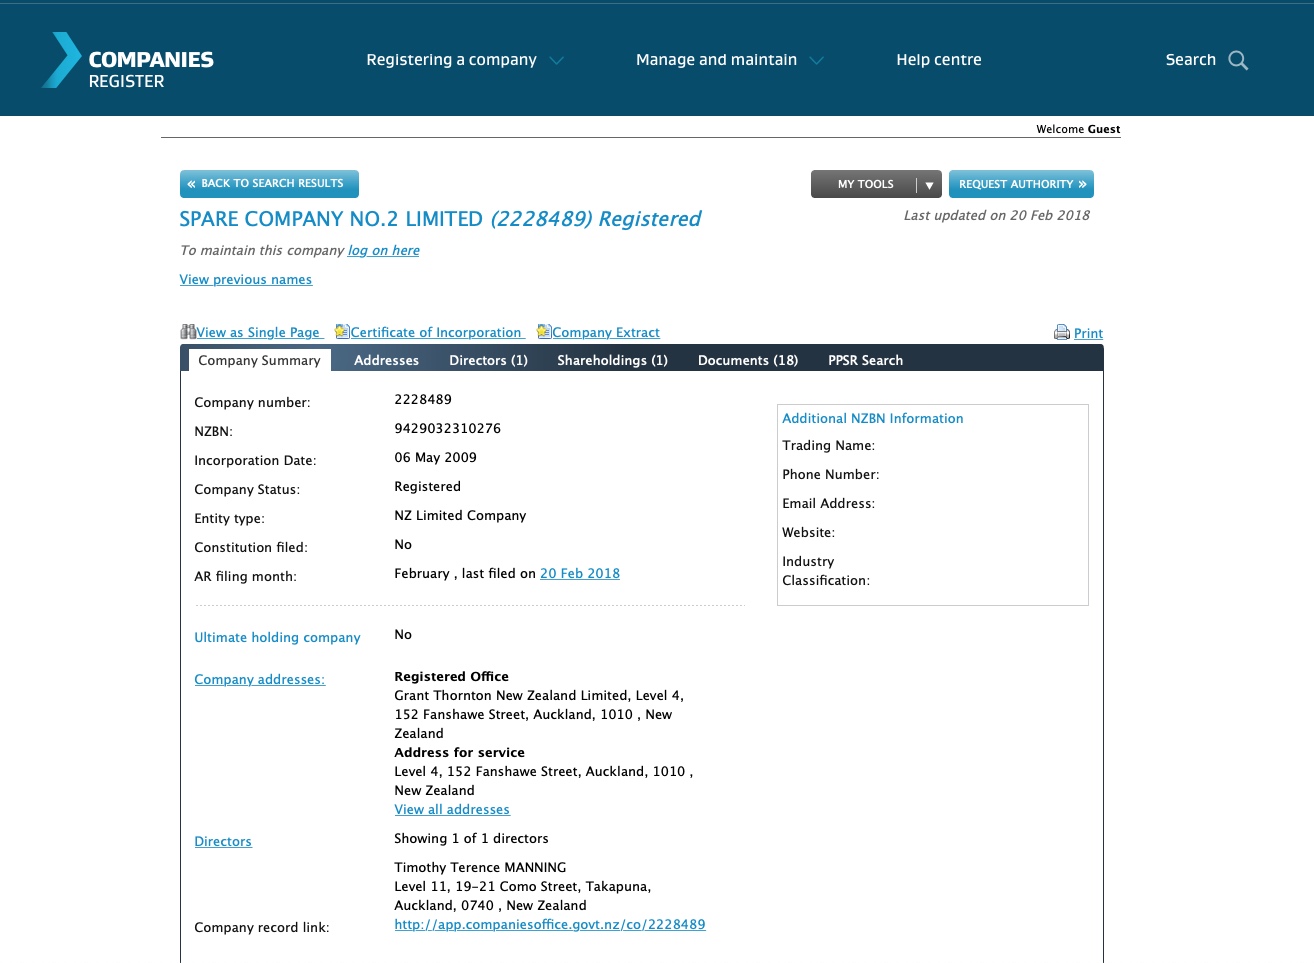 COMPANIES
REGISTER
Registering a company
Manage and maintain
Help centre
Search
Welcome Guest
« BACK TO SEARCH RESULTS
MY TOOLS
REQUEST AUTHORITY »
SPARE COMPANY NO.2 LIMITED (2228489) Registered
Last updated on 20 Feb 2018
To maintain this company log on here
View previous names
View as Single Page
Certificate of Incorporation
Company Extract
Print
Company Summary
Addresses
Directors (1)
Shareholdings (1)
Documents (18)
PPSR Search
Company number: 2228489
NZBN: 9429032310276
Incorporation Date: 06 May 2009
Company Status: Registered
Entity type: NZ Limited Company
Constitution filed: No
AR filing month: February , last filed on 20 Feb 2018
Additional NZBN Information
Trading Name:
Phone Number:
Email Address:
Website:
Industry
Classification:
Ultimate holding company No
Company addresses: Registered Office
Grant Thornton New Zealand Limited, Level 4,
152 Fanshawe Street, Auckland, 1010 , New
Zealand
Address for service
Level 4, 152 Fanshawe Street, Auckland, 1010 ,
New Zealand
View all addresses
Directors Showing 1 of 1 directors
Timothy Terence MANNING
Level 11, 19-21 Como Street, Takapuna,
Auckland, 0740 , New Zealand
Company record link: http://app.companiesoffice.govt.nz/co/2228489